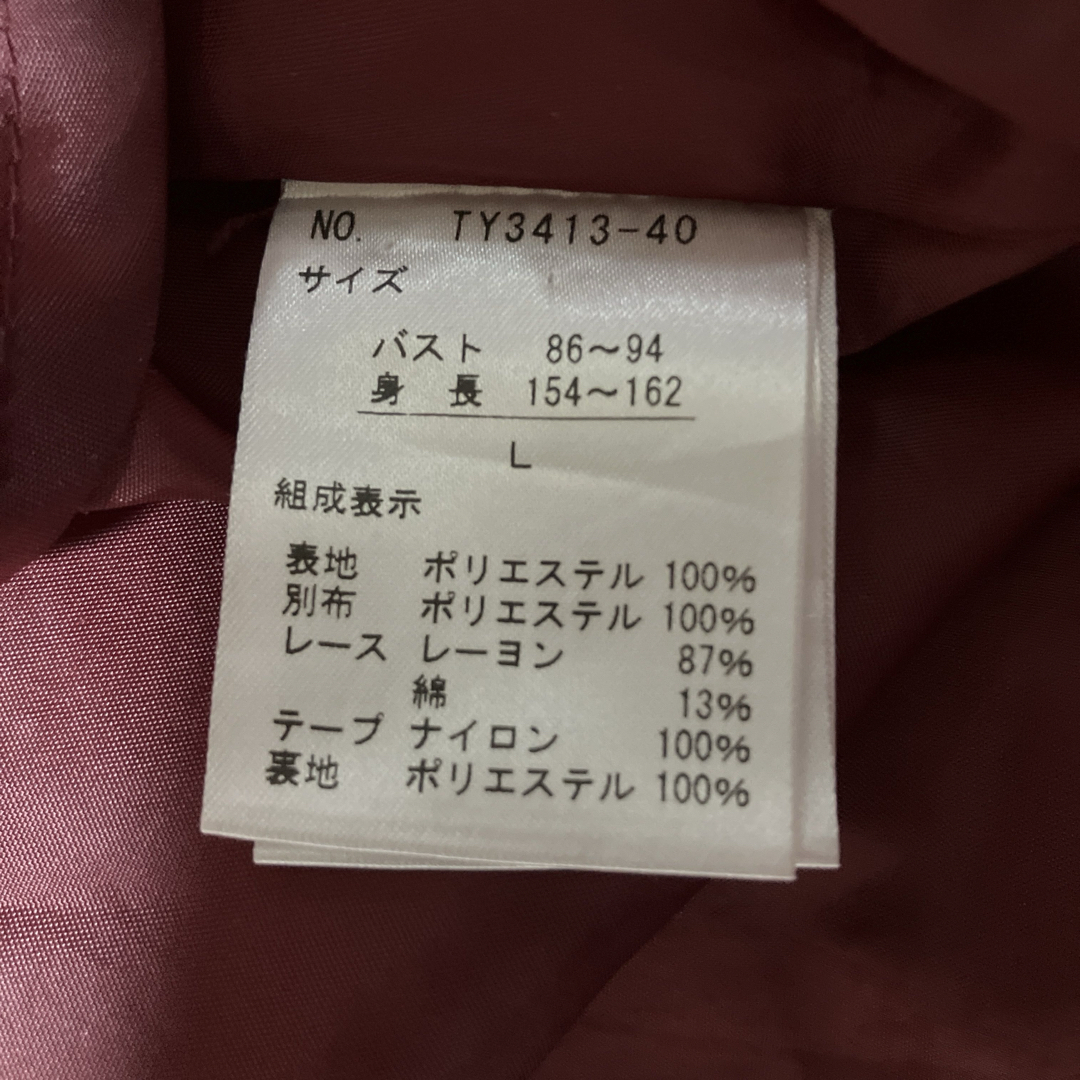 NO. TY3413-40
サイズ
バスト 86～94
身 長 154～162
L
組成表示
表地 ポリエステル 100%
別布 ポリエステル 100%
レース レーヨン 87%
綿 13%
テープ ナイロン 100%
裏地 ポリエステル 100%